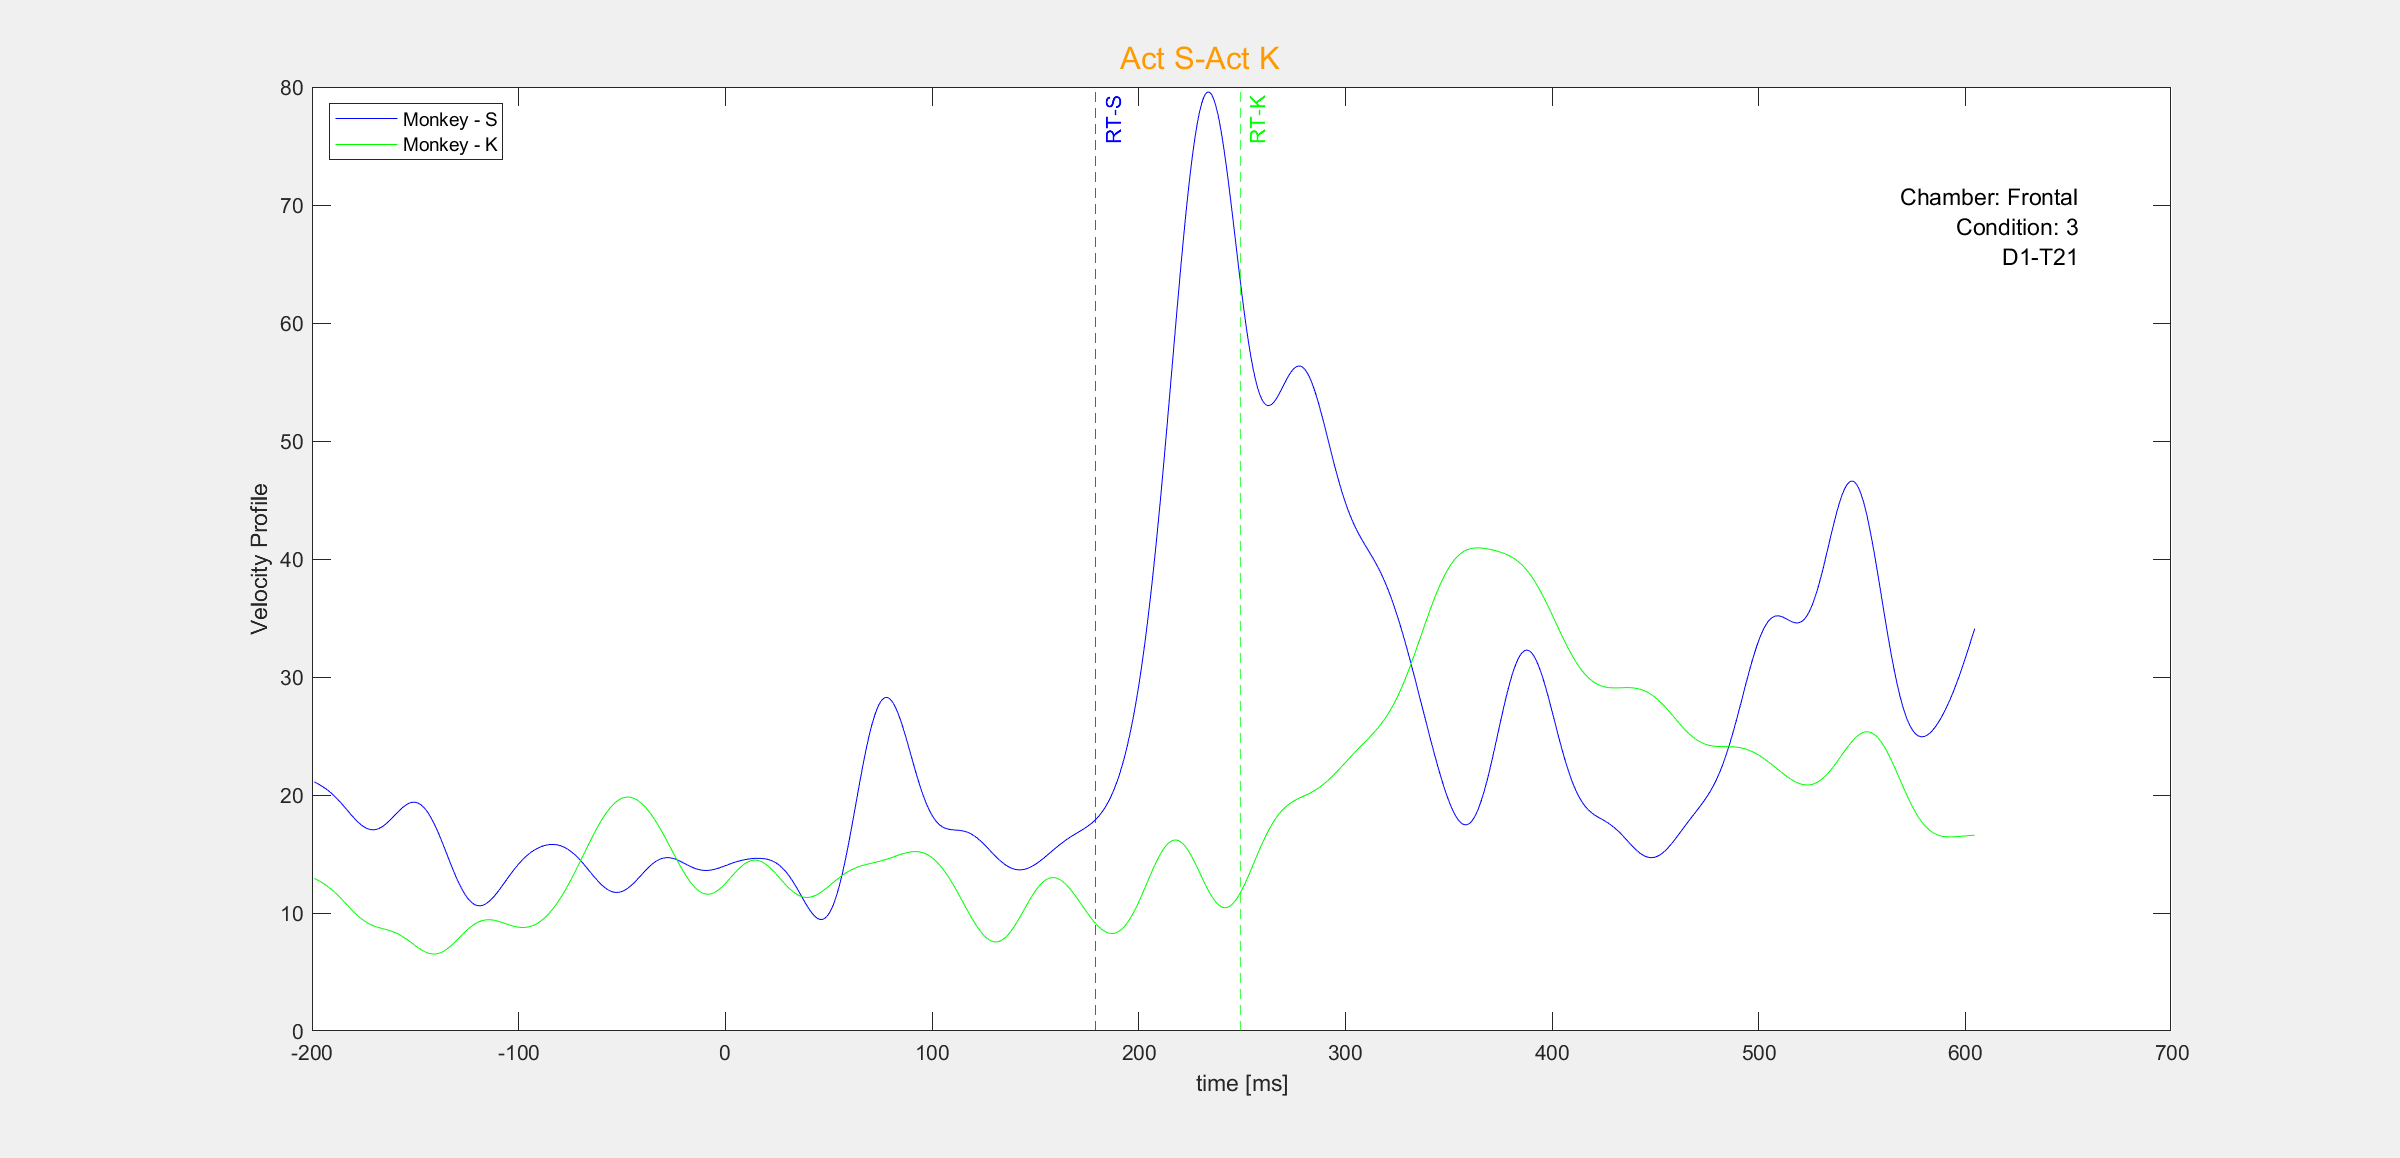 Act S-Act K
Monkey - S
Monkey - K
RT-S
RT-K
Chamber: Frontal
Condition: 3
D1-T21
Velocity Profile
80
70
60
50
40
30
20
10
0
-200 -100 0 100 200 300 400 500 600 700
time [ms]